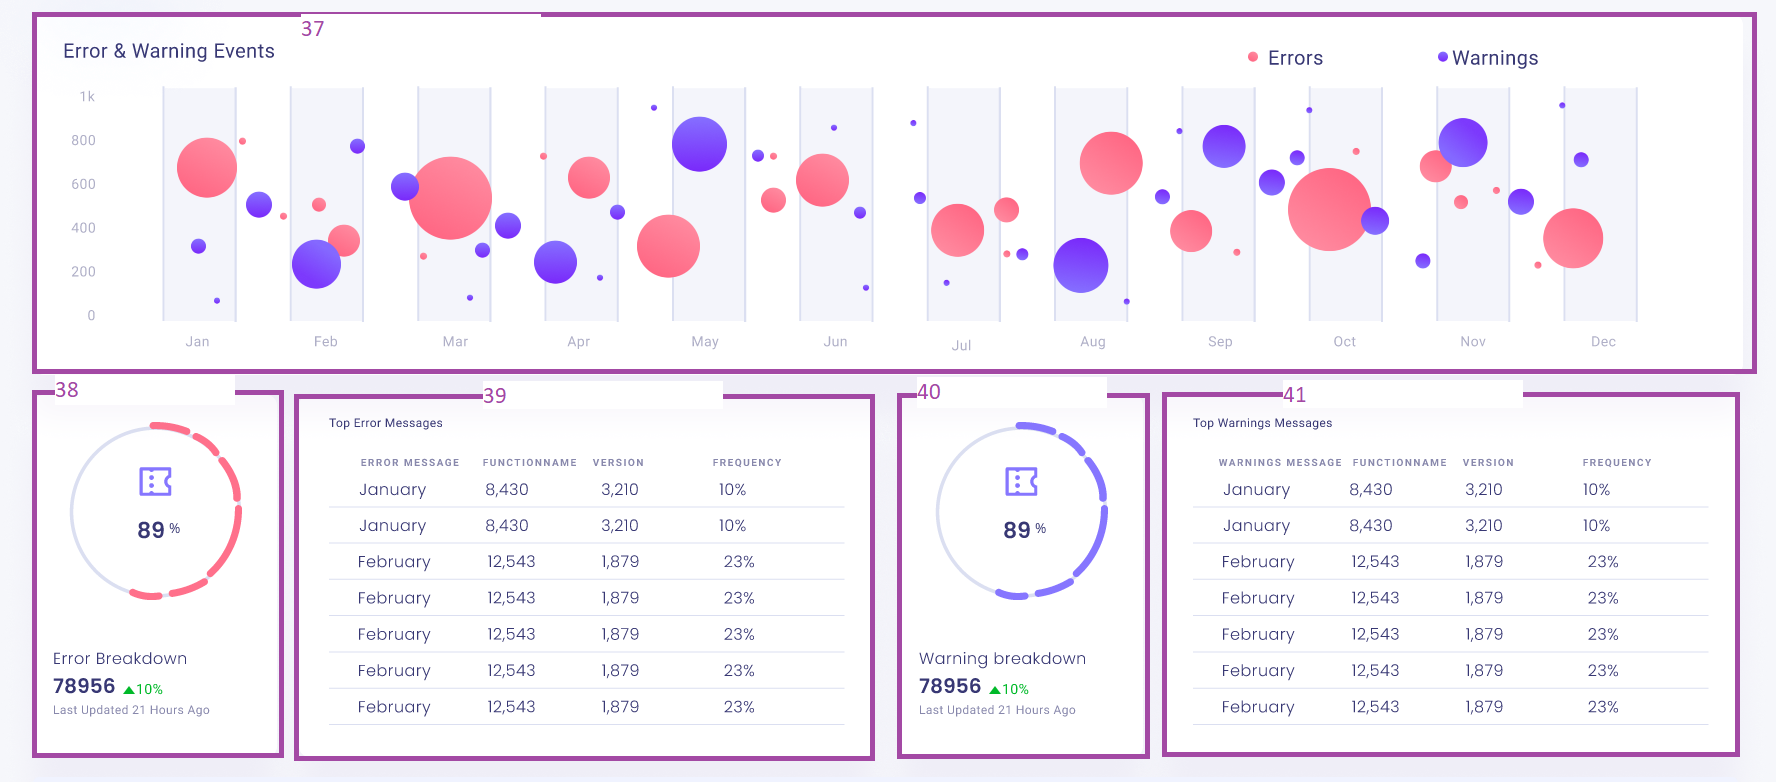 37
Error & Warning Events
Errors
Warnings
1k
800
600
400
200
0
Jan Feb Mar Apr May Jun Jul Aug Sep Oct Nov Dec
38
89 %
Error Breakdown
78956 10%
Last Updated 21 Hours Ago
39
Top Error Messages
ERROR MESSAGE FUNCTIONNAME VERSION FREQUENCY
January 8,430 3,210 10%
January 8,430 3,210 10%
February 12,543 1,879 23%
February 12,543 1,879 23%
February 12,543 1,879 23%
February 12,543 1,879 23%
February 12,543 1,879 23%
40
89 %
Warning breakdown
78956 10%
Last Updated 21 Hours Ago
41
Top Warnings Messages
WARNINGS MESSAGE FUNCTIONNAME VERSION FREQUENCY
January 8,430 3,210 10%
January 8,430 3,210 10%
February 12,543 1,879 23%
February 12,543 1,879 23%
February 12,543 1,879 23%
February 12,543 1,879 23%
February 12,543 1,879 23%